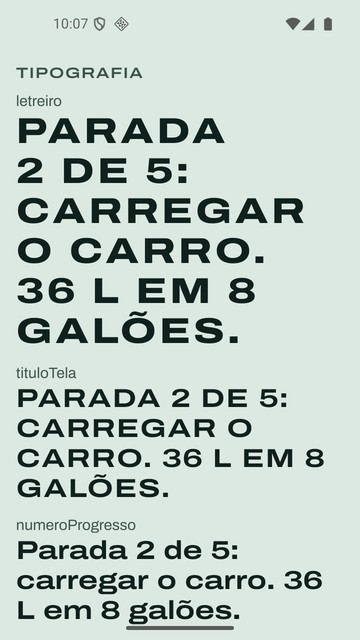 10:07
TIPOGRAFIA
letreiro
PARADA
2 DE 5:
CARREGAR
O CARRO.
36 L EM 8
GALÕES.
tituloTela
PARADA 2 DE 5:
CARREGAR O
CARRO. 36 L EM 8
GALÕES.
numeroProgresso
Parada 2 de 5:
carregar o carro. 36
L em 8 galões.